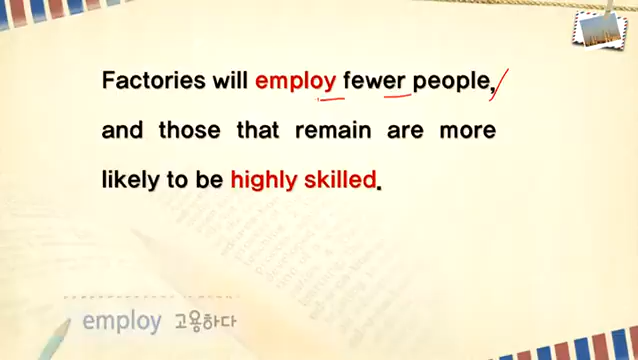 Factories will employ fewer people,
and those that remain are more
likely to be highly skilled.
employ 고용하다